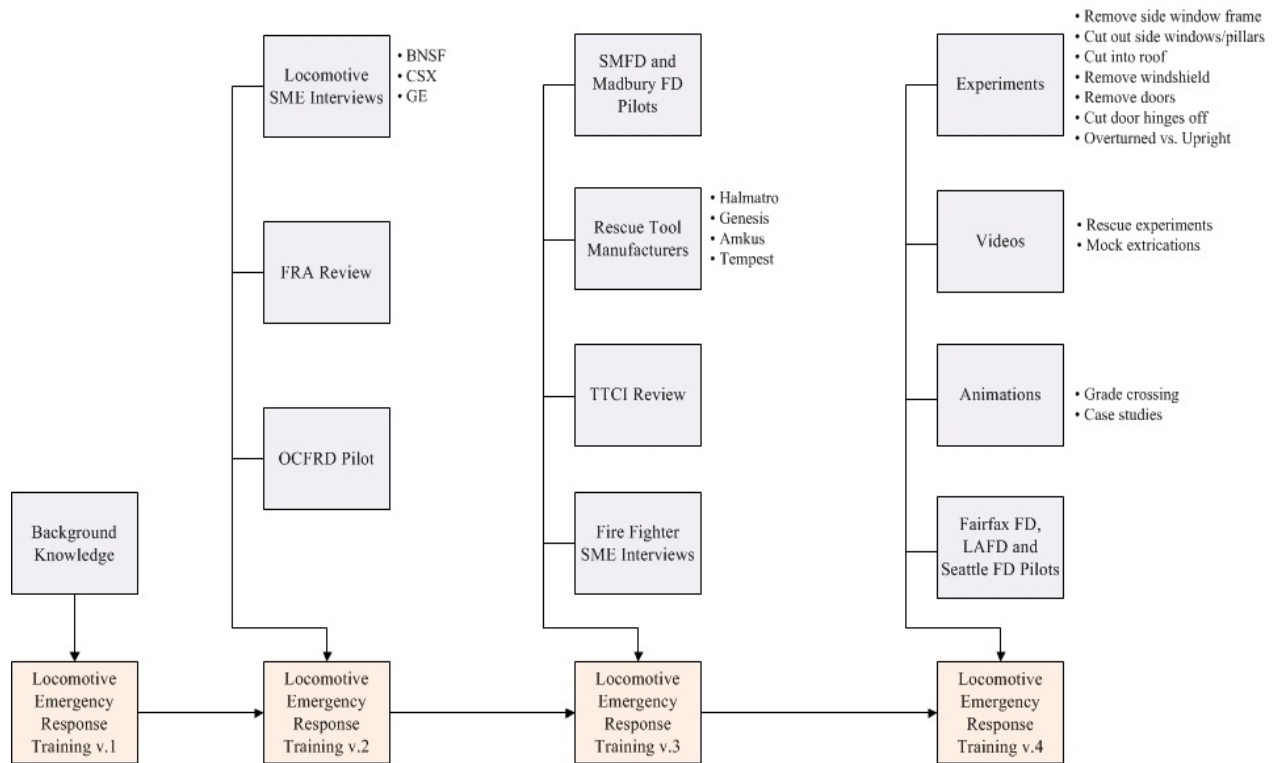 Locomotive
SME Interviews
• BNSF
• CSX
• GE
FRA Review
OCFRD Pilot
Background
Knowledge
SMFD and
Madbury FD
Pilots
Rescue Tool
Manufacturers
• Halmatro
• Genesis
• Amkus
• Tempest
TTCI Review
Fire Fighter
SME Interviews
Experiments
• Remove side window frame
• Cut out side windows/pillars
• Cut into roof
• Remove windshield
• Remove doors
• Cut door hinges off
• Overturned vs. Upright
Videos
• Rescue experiments
• Mock extrications
Animations
• Grade crossing
• Case studies
Fairfax FD,
LAFD and
Seattle FD Pilots
Locomotive
Emergency
Response
Training v.1
Locomotive
Emergency
Response
Training v.2
Locomotive
Emergency
Response
Training v.3
Locomotive
Emergency
Response
Training v.4